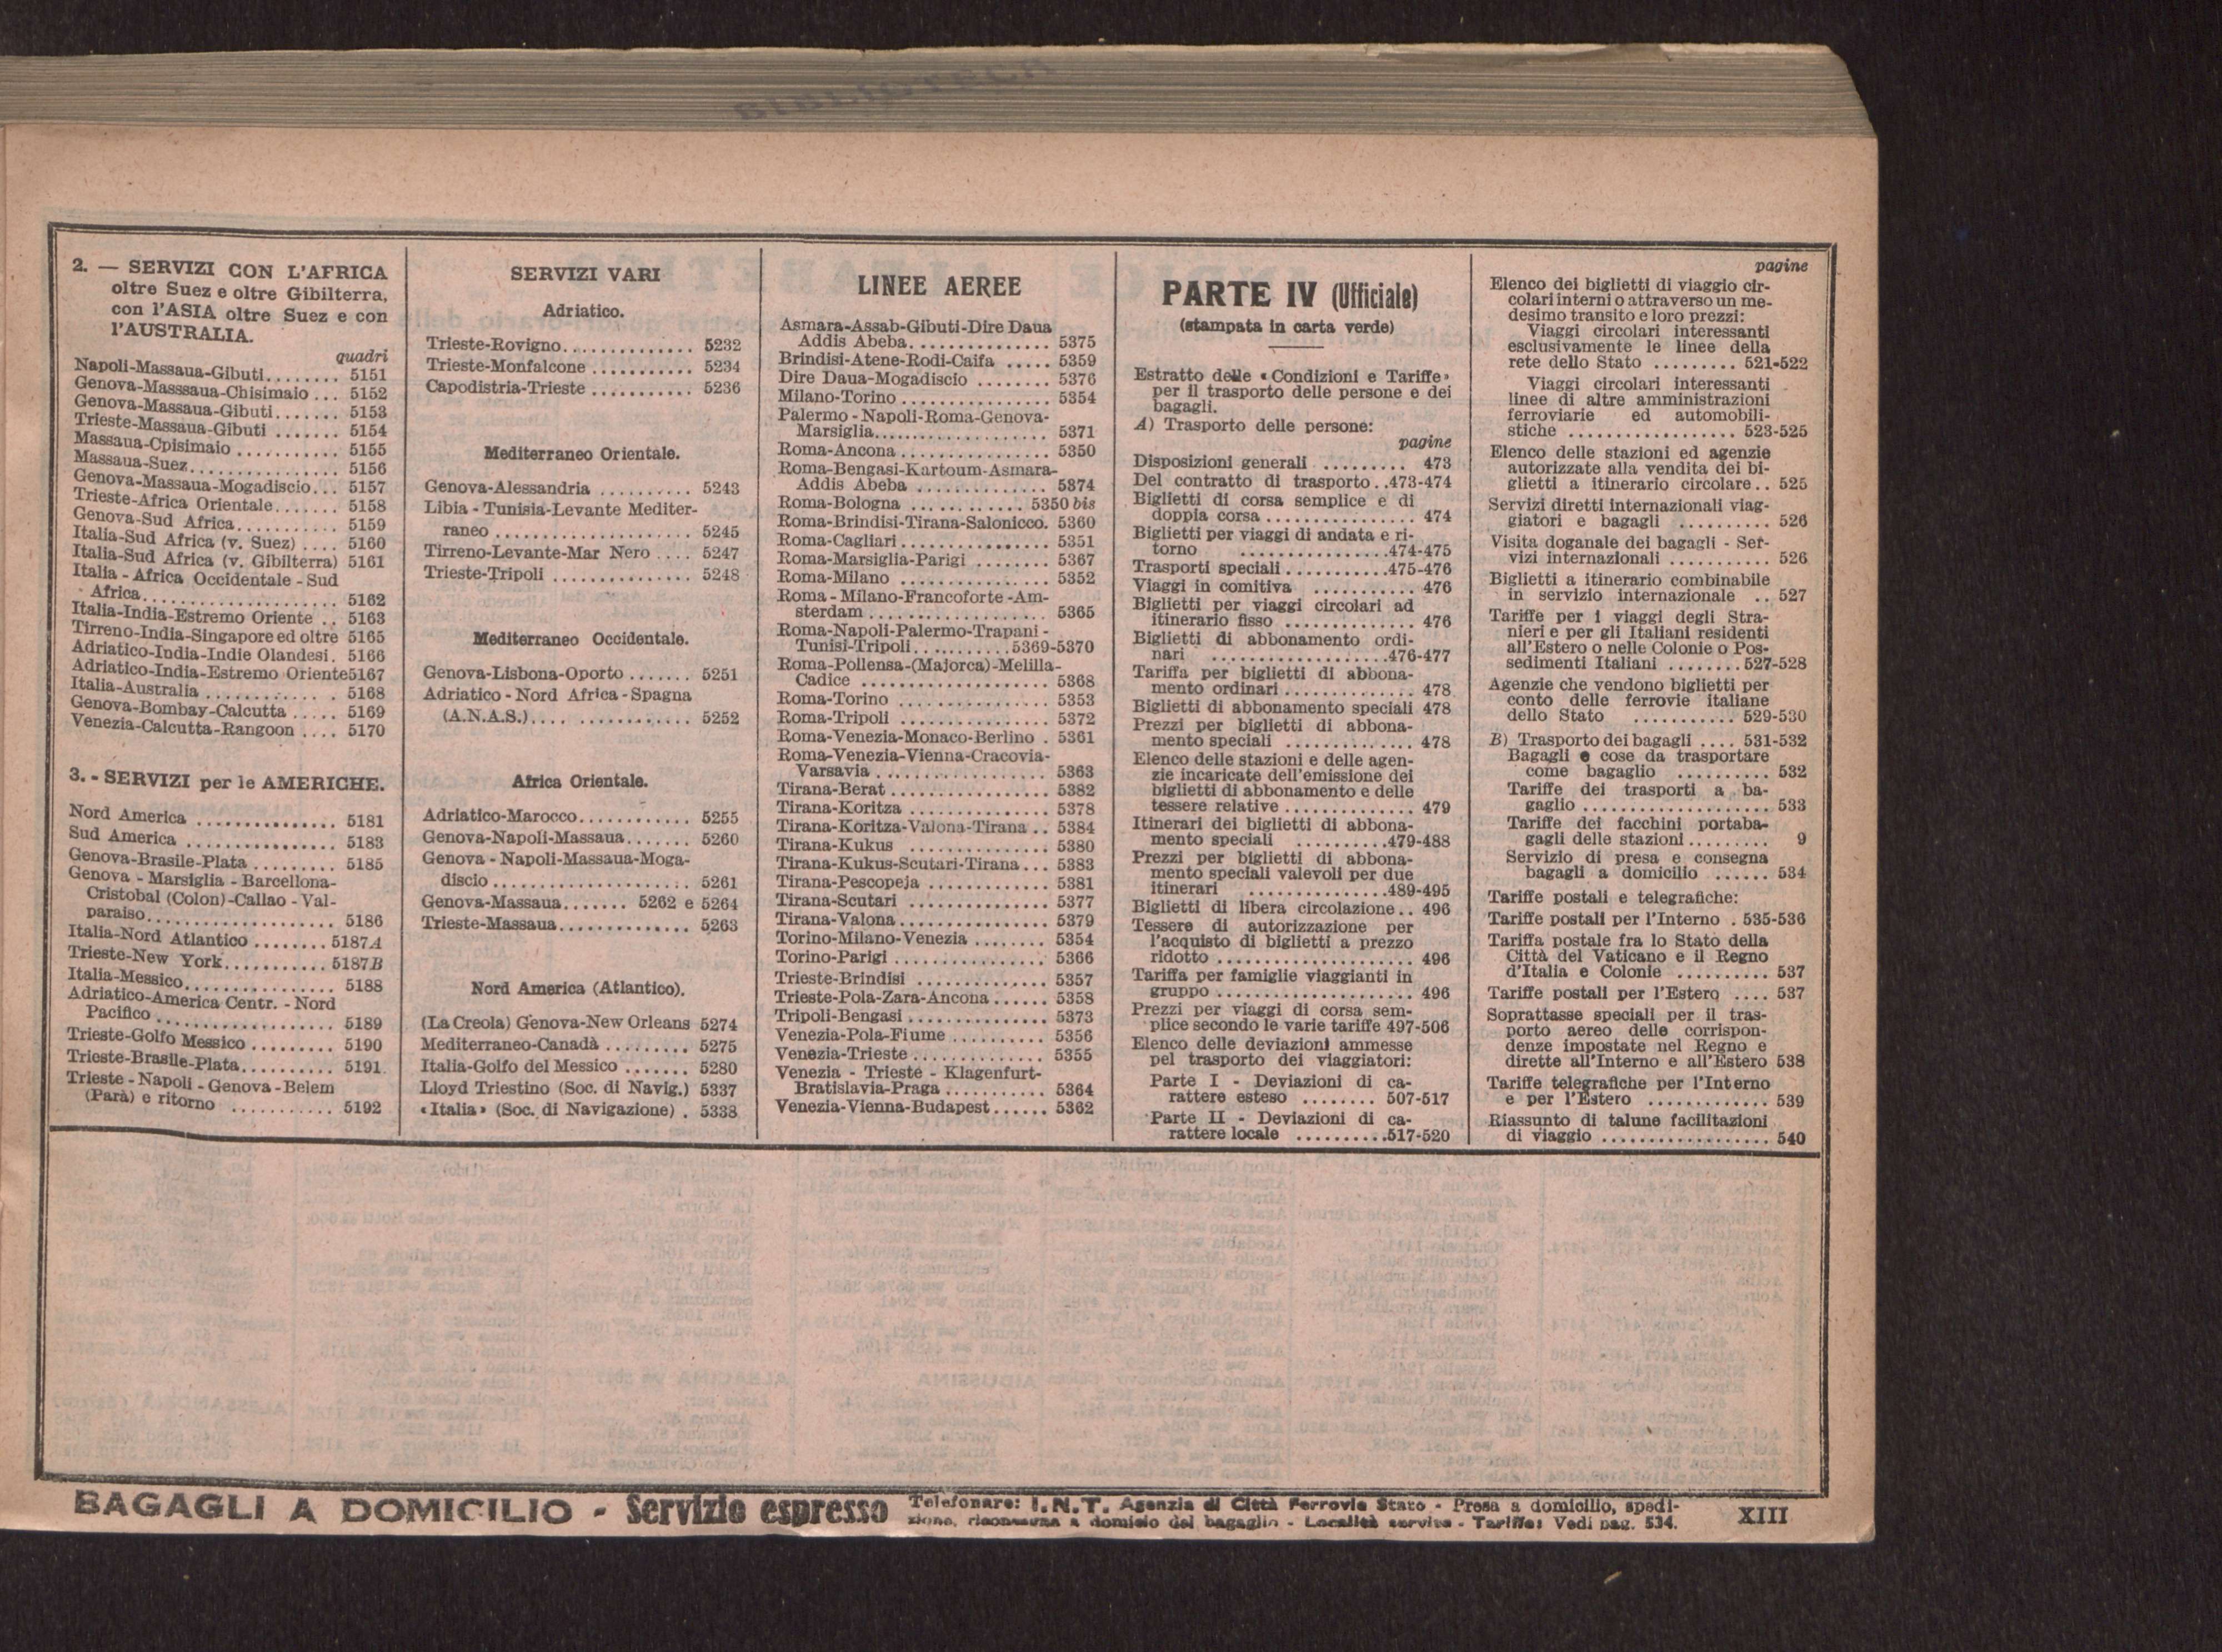 BIBLIOTECA
2. — SERVIZI CON L'AFRICA
oltre Suez e oltre Gibilterra,
con l'ASIA oltre Suez e con
l'AUSTRALIA.
quadri
Napoli-Massaua-Gibuti........ 5151
Genova-Masssaua-Chisimaio ... 5152
Genova-Massaua-Gibuti....... 5153
Trieste-Massaua-Gibuti ....... 5154
Massaua-Cpisimaio ........... 5155
Massaua-Suez................ 5156
Genova-Massaua-Mogadiscio... 5157
Trieste-Africa Orientale....... 5158
Genova-Sud Africa........... 5159
Italia-Sud Africa (v. Suez) .... 5160
Italia-Sud Africa (v. Gibilterra) 5161
Italia - Africa Occidentale - Sud
Africa..................... 5162
Italia-India-Estremo Oriente .. 5163
Tirreno-India-Singapore ed oltre 5165
Adriatico-India-Indie Olandesi. 5166
Adriatico-India-Estremo Oriente5167
Italia-Australia ............ . 5168
Genova-Bombay-Calcutta ..... 5169
Venezia-Calcutta-Rangoon .... 5170
3. - SERVIZI per le AMERICHE.
Nord America ............... 5181
Sud America ................ 5183
Genova-Brasile-Plata ......... 5185
Genova - Marsiglia - Barcellona-
Cristobal (Colon)-Callao - Val-
paraiso.................... 5186
Italia-Nord Atlantico ........ 5187A
Trieste-New York........... 5187B
Italia-Messico................ 5188
Adriatico-America Centr. - Nord
Pacifico ................... 5189
Trieste-Golfo Messico ......... 5190
Trieste-Brasile-Plata.......... 5191
Trieste - Napoli - Genova - Belem
(Parà) e ritorno ........... 5192
SERVIZI VARI
Adriatico.
Trieste-Rovigno.............. 5232
Trieste-Monfalcone ........... 5234
Capodistria-Trieste ........... 5236
Mediterraneo Orientale.
Genova-Alessandria .......... 5243
Libia - Tunisia-Levante Mediter-
raneo ..................... 5245
Tirreno-Levante-Mar Nero .... 5247
Trieste-Tripoli ............... 5248
Mediterraneo Occidentale.
Genova-Lisbona-Oporto ....... 5251
Adriatico - Nord Africa - Spagna
(A.N.A.S.).... ............ 5252
Africa Orientale.
Adriatico-Marocco............ 5255
Genova-Napoli-Massaua....... 5260
Genova - Napoli-Massaua-Moga-
discio ..................... 5261
Genova-Massaua....... 5262 e 5264
Trieste-Massaua.............. 5263
Nord America (Atlantico).
(La Creola) Genova-New Orleans 5274
Mediterraneo-Canadà ......... 5275
Italia-Golfo del Messico ....... 5280
Lloyd Triestino (Soc. di Navig.) 5337
«Italia» (Soc. di Navigazione) . 5338
LINEE AEREE
Asmara-Assab-Gibuti-Dire Daua
Addis Abeba............... 5375
Brindisi-Atene-Rodi-Caifa ..... 5359
Dire Daua-Mogadiscio ........ 5376
Milano-Torino ................ 5354
Palermo - Napoli-Roma-Genova-
Marsiglia................... 5371
Roma-Ancona ................ 5350
Roma-Bengasi-Kartoum-Asmara-
Addis Abeba .............. 5874
Roma-Bologna ............ 5350 bis
Roma-Brindisi-Tirana-Salonicco. 5360
Roma-Cagliari ................ 5351
Roma-Marsiglia-Parigi ........ 5367
Roma-Milano ................ 5352
Roma - Milano-Francoforte -Am-
sterdam .................... 5365
Roma-Napoli-Palermo-Trapani -
Tunisi-Tripoli...........5369-5370
Roma-Pollensa-(Majorca)-Melilla-
Cadice .................... 5368
Roma-Torino ................ 5353
Roma-Tripoli ................ 5372
Roma-Venezia-Monaco-Berlino . 5361
Roma-Venezia-Vienna-Cracovia-
Varsavia .................. 5363
Tirana-Berat ................. 5382
Tirana-Koritza ............... 5378
Tirana-Koritza-Valona-Tirana .. 5384
Tirana-Kukus ............... 5380
Tirana-Kukus-Scutari-Tirana... 5383
Tirana-Pescopeja ............. 5381
Tirana-Scutari ............... 5377
Tirana-Valona................ 5379
Torino-Milano-Venezia ........ 5354
Torino-Parigi ................ 5366
Trieste-Brindisi .............. 5357
Trieste-Pola-Zara-Ancona ...... 5358
Tripoli-Bengasi ............... 5373
Venezia-Pola-Fiume .......... 5356
Venezia-Trieste .............. 5355
Venezia - Trieste - Klagenfurt-
Bratislavia-Praga ........... 5364
Venezia-Vienna-Budapest...... 5362
PARTE IV (Ufficiale)
(stampata in carta verde)
Estratto delle «Condizioni e Tariffe»
per il trasporto delle persone e dei
bagagli.
A) Trasporto delle persone:
pagine
Disposizioni generali ......... 473
Del contratto di trasporto ..473-474
Biglietti di corsa semplice e di
doppia corsa ................ 474
Biglietti per viaggi di andata e ri-
torno ................474-475
Trasporti speciali ...........475-476
Viaggi in comitiva ........... 476
Biglietti per viaggi circolari ad
itinerario fisso .............. 476
Biglietti di abbonamento ordi-
nari ..................476-477
Tariffa per biglietti di abbona-
mento ordinari .............. 478
Biglietti di abbonamento speciali 478
Prezzi per biglietti di abbona-
mento speciali .............. 478
Elenco delle stazioni e delle agen-
zie incaricate dell'emissione dei
biglietti di abbonamento e delle
tessere relative .............. 479
Itinerari dei biglietti di abbona-
mento speciali ..........479-488
Prezzi per biglietti di abbona-
mento speciali valevoli per due
itinerari ...............489-495
Biglietti di libera circolazione.. 496
Tessere di autorizzazione per
l'acquisto di biglietti a prezzo
ridotto ..................... 496
Tariffa per famiglie viaggianti in
gruppo ..................... 496
Prezzi per viaggi di corsa sem-
plice secondo le varie tariffe 497-506
Elenco delle deviazioni ammesse
pel trasporto dei viaggiatori:
Parte I - Deviazioni di ca-
rattere esteso ........ 507-517
Parte II - Deviazioni di ca-
rattere locale ..........517-520
pagine
Elenco dei biglietti di viaggio cir-
colari interni o attraverso un me-
desimo transito e loro prezzi:
Viaggi circolari interessanti
esclusivamente le linee della
rete dello Stato ......... 521-522
Viaggi circolari interessanti
linee di altre amministrazioni
ferroviarie ed automobili-
stiche ................. 523-525
Elenco delle stazioni ed agenzie
autorizzate alla vendita dei bi-
glietti a itinerario circolare .. 525
Servizi diretti internazionali viag-
giatori e bagagli .......... 526
Visita doganale dei bagagli - Ser-
vizi internazionali ........... 526
Biglietti a itinerario combinabile
in servizio internazionale .. 527
Tariffe per i viaggi degli Stra-
nieri e per gli Italiani residenti
all'Estero o nelle Colonie o Pos-
sedimenti Italiani ........527-528
Agenzie che vendono biglietti per
conto delle ferrovie italiane
dello Stato ........... 529-530
B) Trasporto dei bagagli .... 531-532
Bagagli e cose da trasportare
come bagaglio .......... 532
Tariffe dei trasporti a ba-
gaglio .................... 533
Tariffe dei facchini portaba-
gagli delle stazioni ......... 9
Servizio di presa e consegna
bagagli a domicilio ...... 534
Tariffe postali e telegrafiche:
Tariffe postali per l'Interno . 535-536
Tariffa postale fra lo Stato della
Città del Vaticano e il Regno
d'Italia e Colonie .......... 537
Tariffe postali per l'Estero .... 537
Soprattasse speciali per il tras-
porto aereo delle corrispon-
denze impostate nel Regno e
dirette all'Interno e all'Estero 538
Tariffe telegrafiche per l'Interno
e per l'Estero ............. 539
Riassunto di talune facilitazioni
di viaggio .................. 540
BAGAGLI A DOMICILIO - Servizio espresso
Telefonare: I.N.T. Agenzia di Città Ferrovie Stato - Presa a domicilio, spedi-
zione, riconsegna a domicilo del bagaglio - Località servite - Tariffe: Vedi pag. 534.
XIII